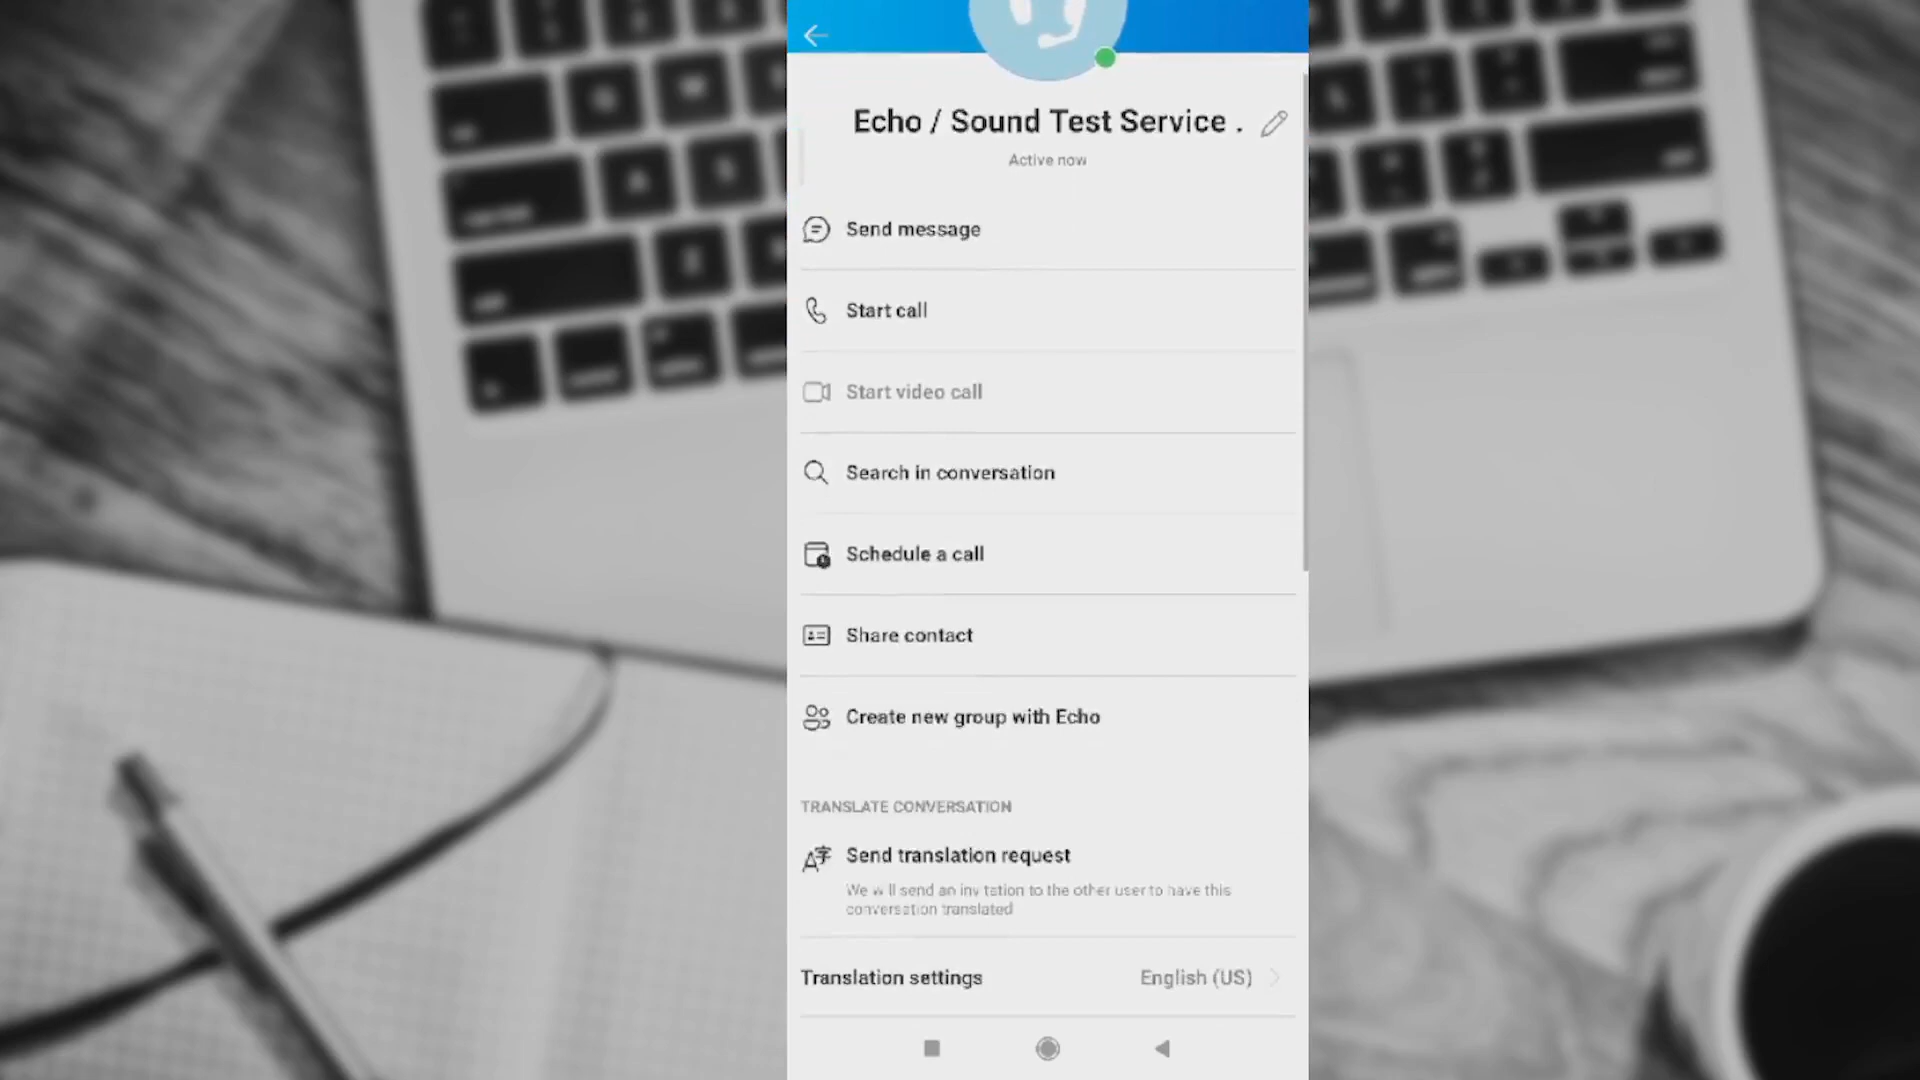 Echo / Sound Test Service .
Active now
Send message
Start call
Start video call
Search in conversation
Schedule a call
Share contact
Create new group with Echo
TRANSLATE CONVERSATION
Send translation request
We will send an invitation to the other user to have this
conversation translated
Translation settings
English (US)